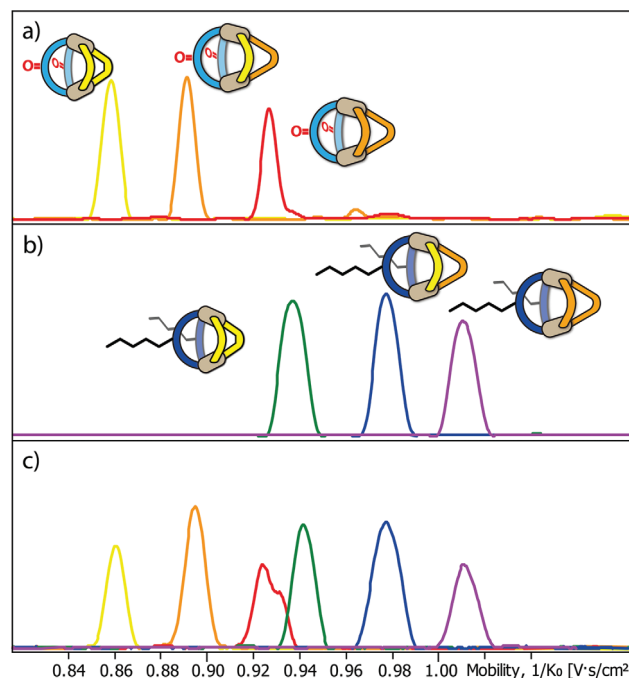 a)
O=
O=
O=
O=
O=
O=
b)
c)
0.84 0.86 0.88 0.90 0.92 0.94 0.96 0.98 1.00 Mobility, 1/K₀ [V·s/cm²